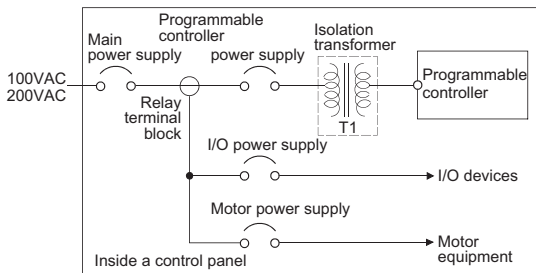 Programmable
controller
power supply
Isolation
transformer
Main
power supply
100VAC
200VAC
Relay
terminal
block
T1
Programmable
controller
I/O power supply
I/O devices
Motor power supply
Motor
equipment
Inside a control panel